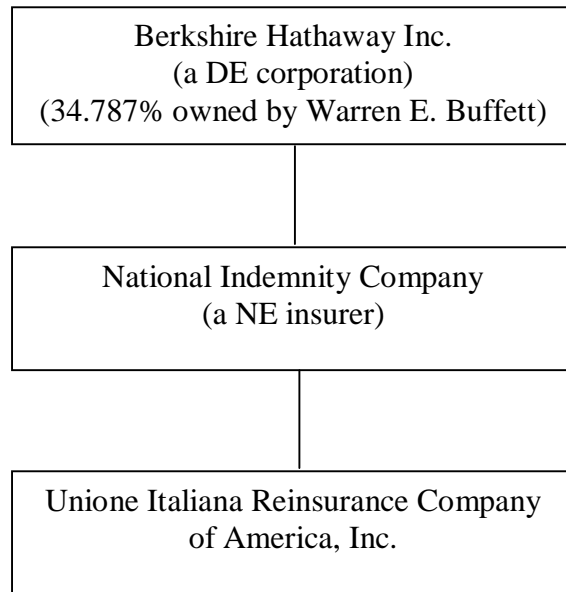 Berkshire Hathaway Inc.
(a DE corporation)
(34.787% owned by Warren E. Buffett)
National Indemnity Company
(a NE insurer)
Unione Italiana Reinsurance Company
of America, Inc.